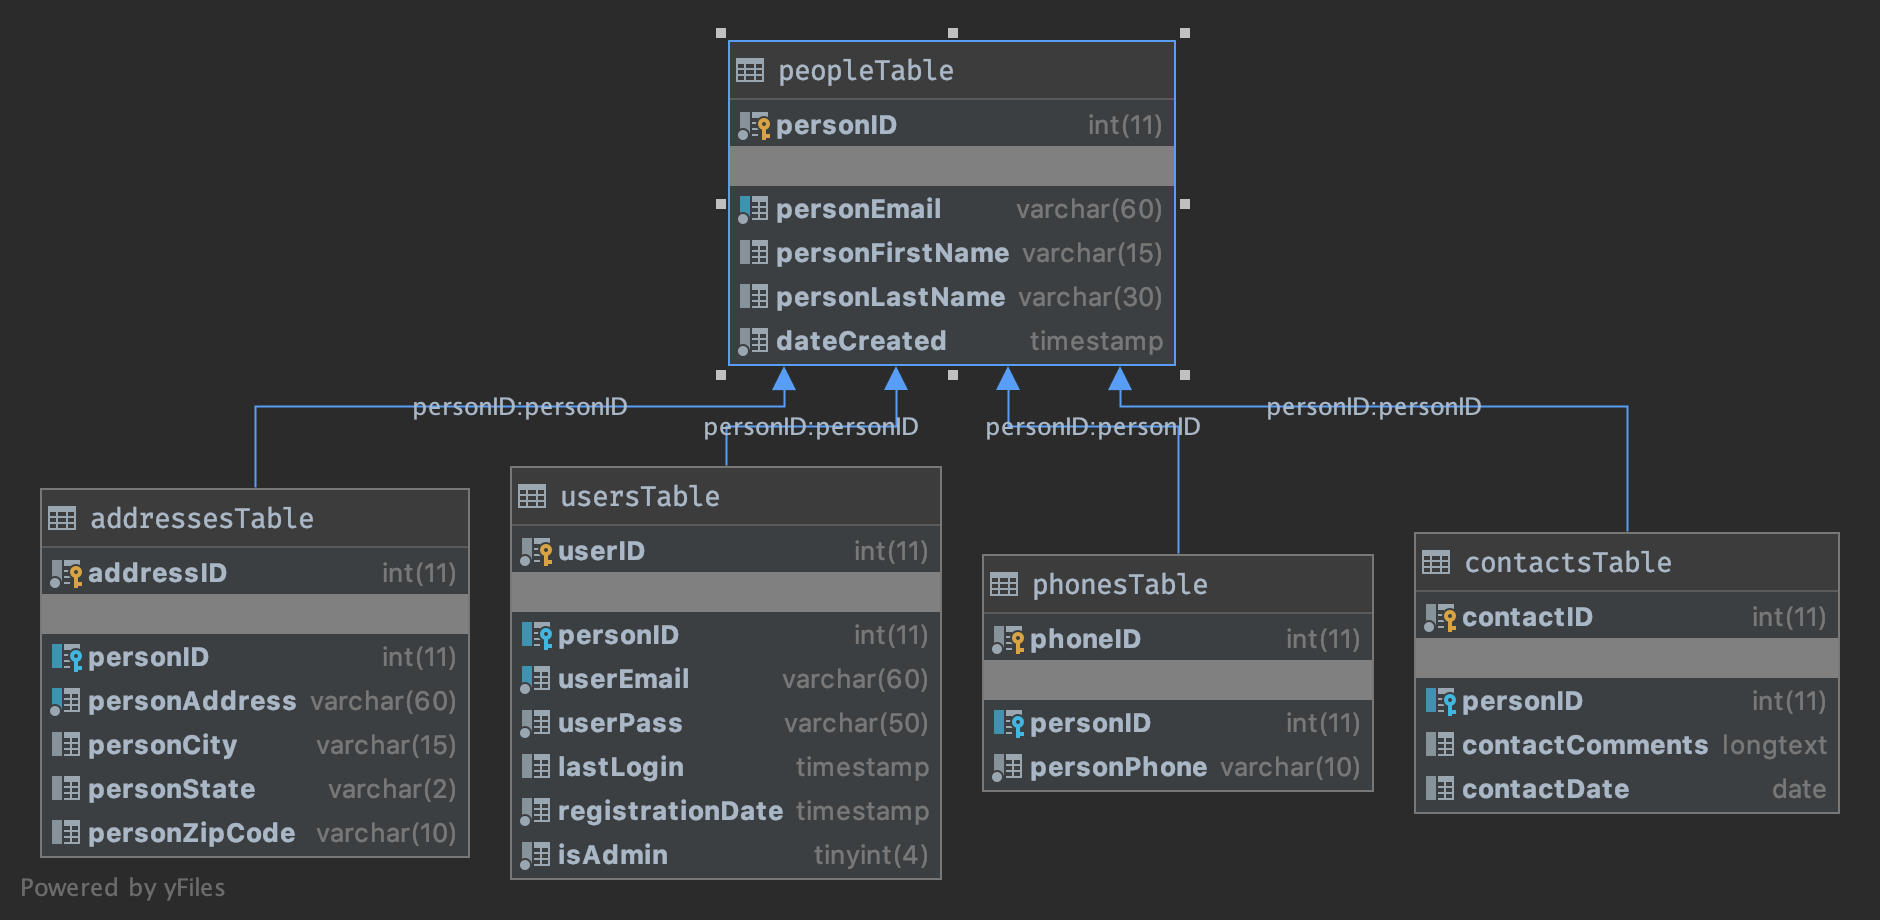 peopleTable
personID int(11)
personEmail varchar(60)
personFirstName varchar(15)
personLastName varchar(30)
dateCreated timestamp
personID:personID
personID:personID
personID:personID
personID:personID
addressesTable
addressID int(11)
personID int(11)
personAddress varchar(60)
personCity varchar(15)
personState varchar(2)
personZipCode varchar(10)
usersTable
userID int(11)
personID int(11)
userEmail varchar(60)
userPass varchar(50)
lastLogin timestamp
registrationDate timestamp
isAdmin tinyint(4)
phonesTable
phoneID int(11)
personID int(11)
personPhone varchar(10)
contactsTable
contactID int(11)
personID int(11)
contactComments longtext
contactDate date
Powered by yFiles